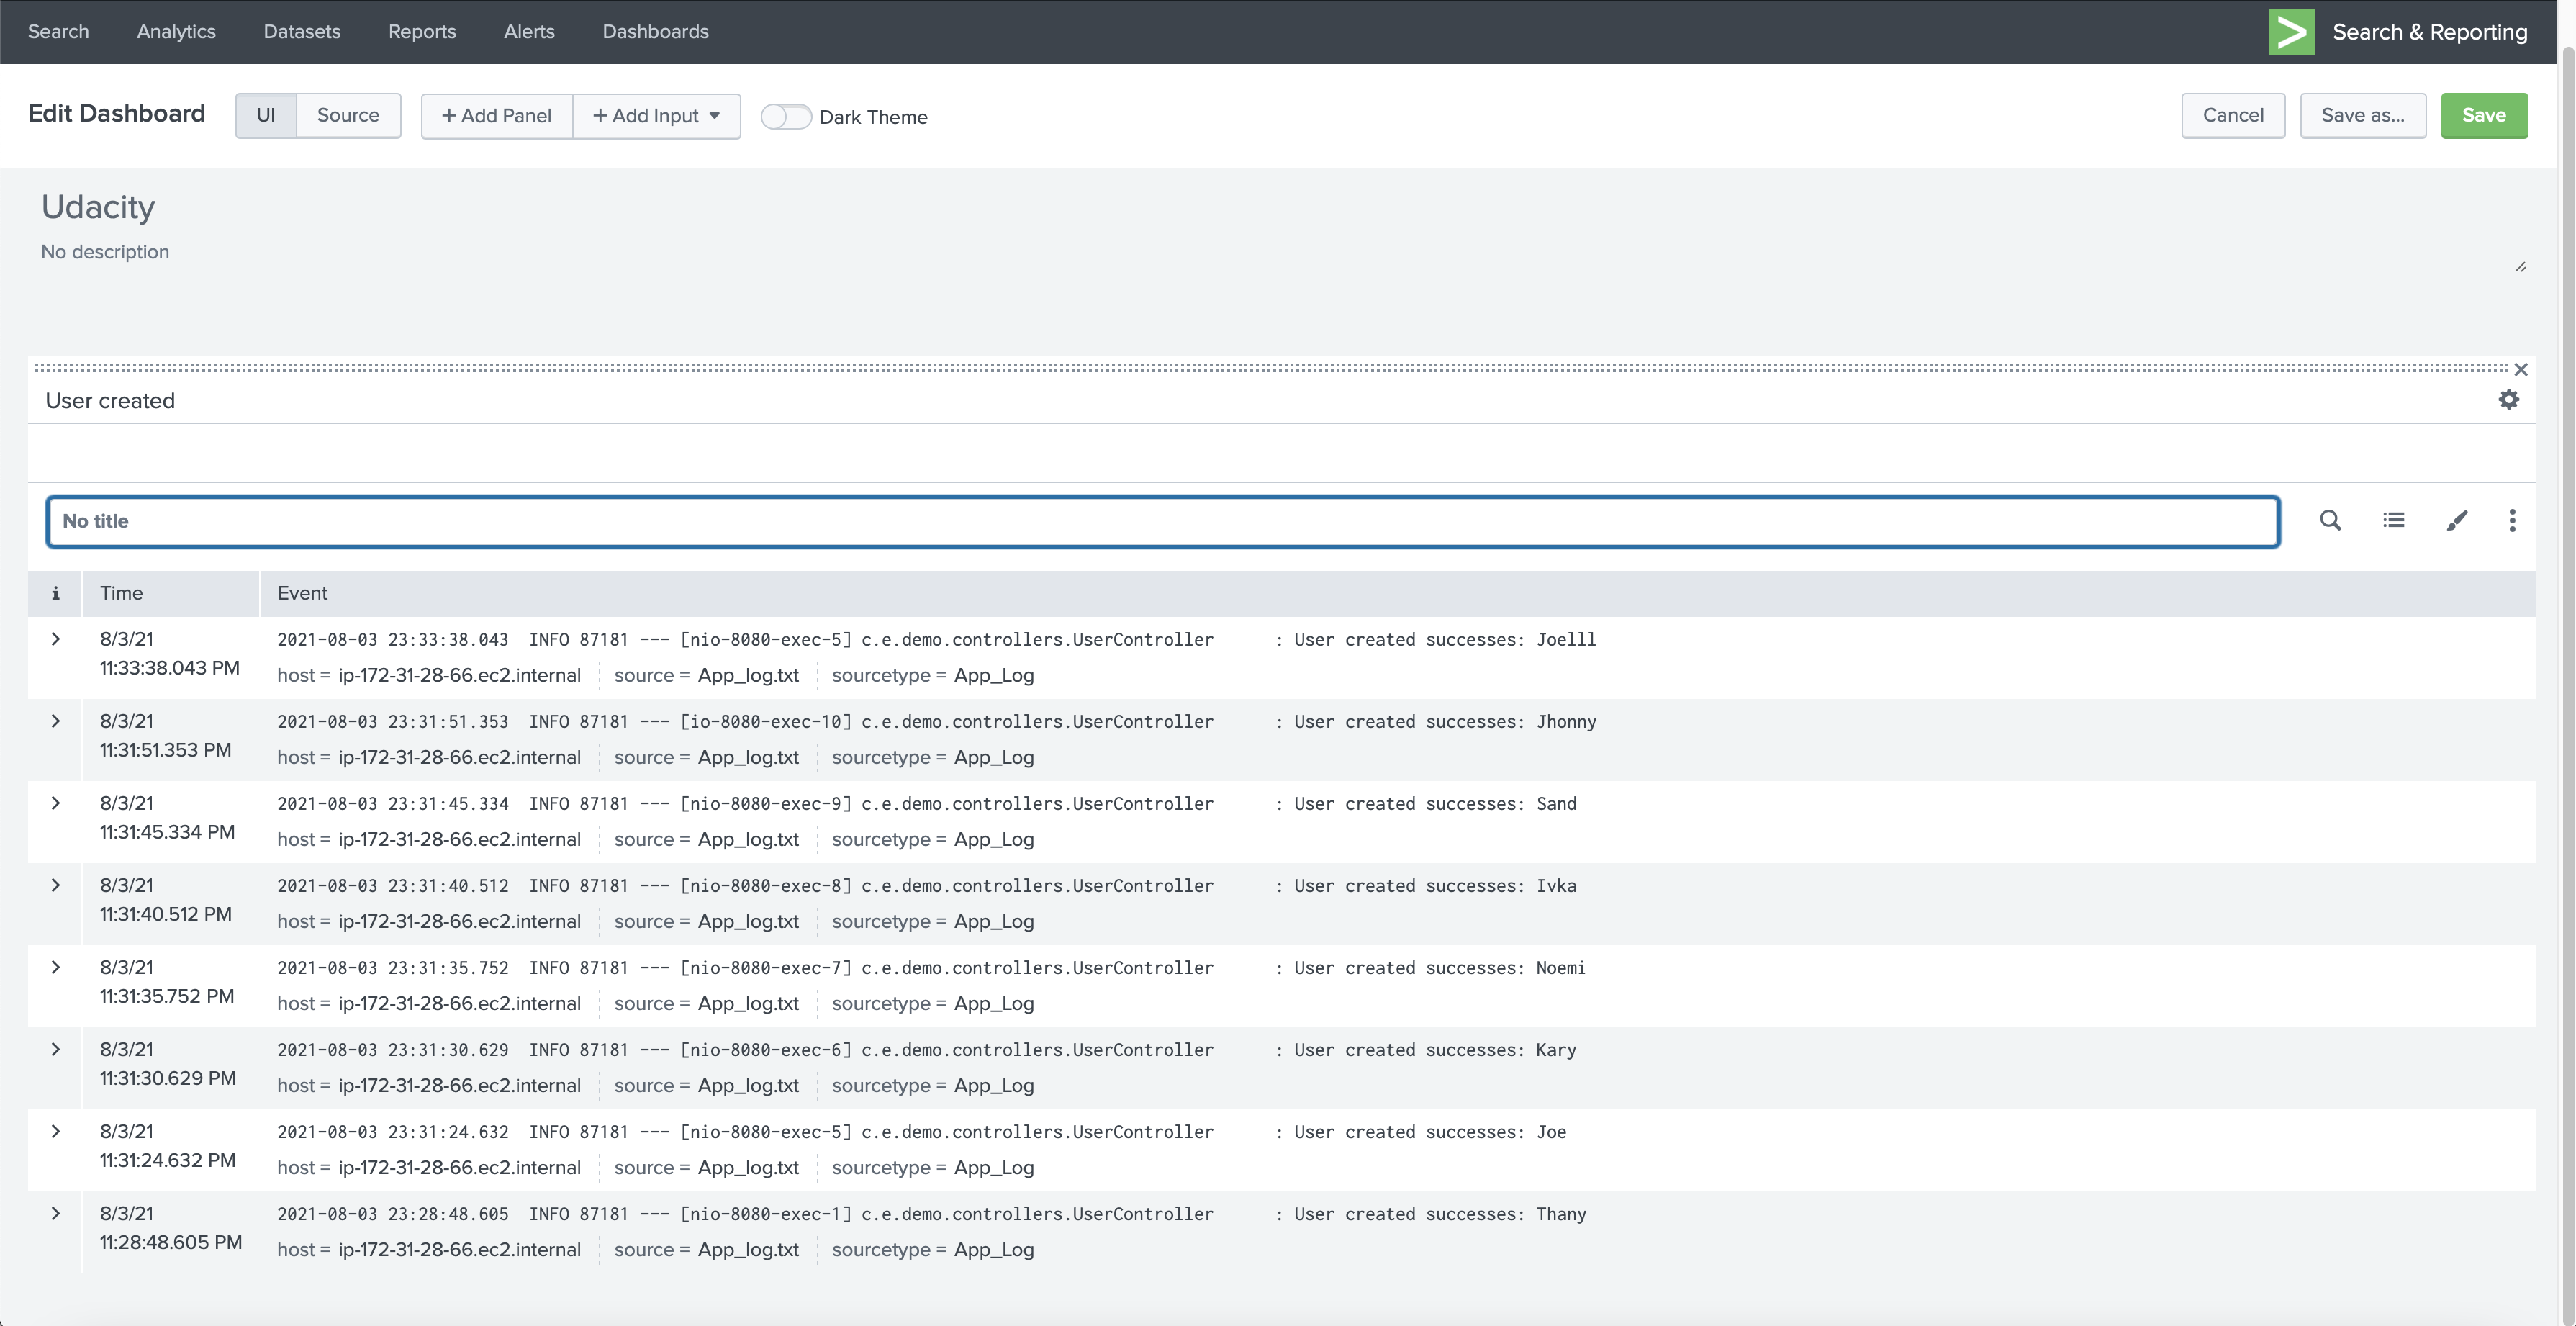 Search Analytics Datasets Reports Alerts Dashboards Search & Reporting
Edit Dashboard UI Source + Add Panel + Add Input Dark Theme Cancel Save as... Save
Udacity
No description
User created
No title
i Time Event
8/3/21 2021-08-03 23:33:38.043  INFO 87181 --- [nio-8080-exec-5] c.e.demo.controllers.UserController      : User created successes: Joelll
11:33:38.043 PM host = ip-172-31-28-66.ec2.internal source = App_log.txt sourcetype = App_Log
8/3/21 2021-08-03 23:31:51.353  INFO 87181 --- [io-8080-exec-10] c.e.demo.controllers.UserController      : User created successes: Jhonny
11:31:51.353 PM host = ip-172-31-28-66.ec2.internal source = App_log.txt sourcetype = App_Log
8/3/21 2021-08-03 23:31:45.334  INFO 87181 --- [nio-8080-exec-9] c.e.demo.controllers.UserController      : User created successes: Sand
11:31:45.334 PM host = ip-172-31-28-66.ec2.internal source = App_log.txt sourcetype = App_Log
8/3/21 2021-08-03 23:31:40.512  INFO 87181 --- [nio-8080-exec-8] c.e.demo.controllers.UserController      : User created successes: Ivka
11:31:40.512 PM host = ip-172-31-28-66.ec2.internal source = App_log.txt sourcetype = App_Log
8/3/21 2021-08-03 23:31:35.752  INFO 87181 --- [nio-8080-exec-7] c.e.demo.controllers.UserController      : User created successes: Noemi
11:31:35.752 PM host = ip-172-31-28-66.ec2.internal source = App_log.txt sourcetype = App_Log
8/3/21 2021-08-03 23:31:30.629  INFO 87181 --- [nio-8080-exec-6] c.e.demo.controllers.UserController      : User created successes: Kary
11:31:30.629 PM host = ip-172-31-28-66.ec2.internal source = App_log.txt sourcetype = App_Log
8/3/21 2021-08-03 23:31:24.632  INFO 87181 --- [nio-8080-exec-5] c.e.demo.controllers.UserController      : User created successes: Joe
11:31:24.632 PM host = ip-172-31-28-66.ec2.internal source = App_log.txt sourcetype = App_Log
8/3/21 2021-08-03 23:28:48.605  INFO 87181 --- [nio-8080-exec-1] c.e.demo.controllers.UserController      : User created successes: Thany
11:28:48.605 PM host = ip-172-31-28-66.ec2.internal source = App_log.txt sourcetype = App_Log